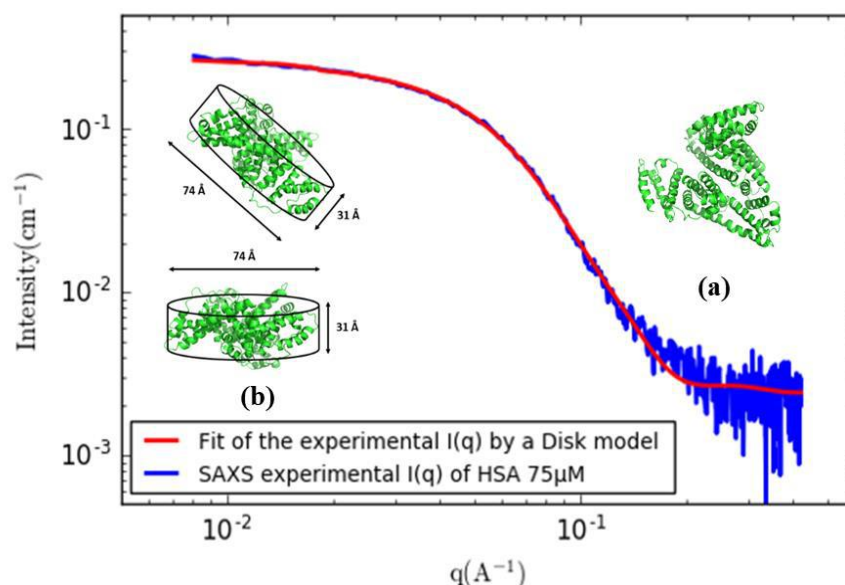 10⁻¹
10⁻²
10⁻³
Intensity(cm⁻¹)
74 Å
31 Å
74 Å
31 Å
(b)
(a)
Fit of the experimental I(q) by a Disk model
SAXS experimental I(q) of HSA 75μM
10⁻²
10⁻¹
q(A⁻¹)